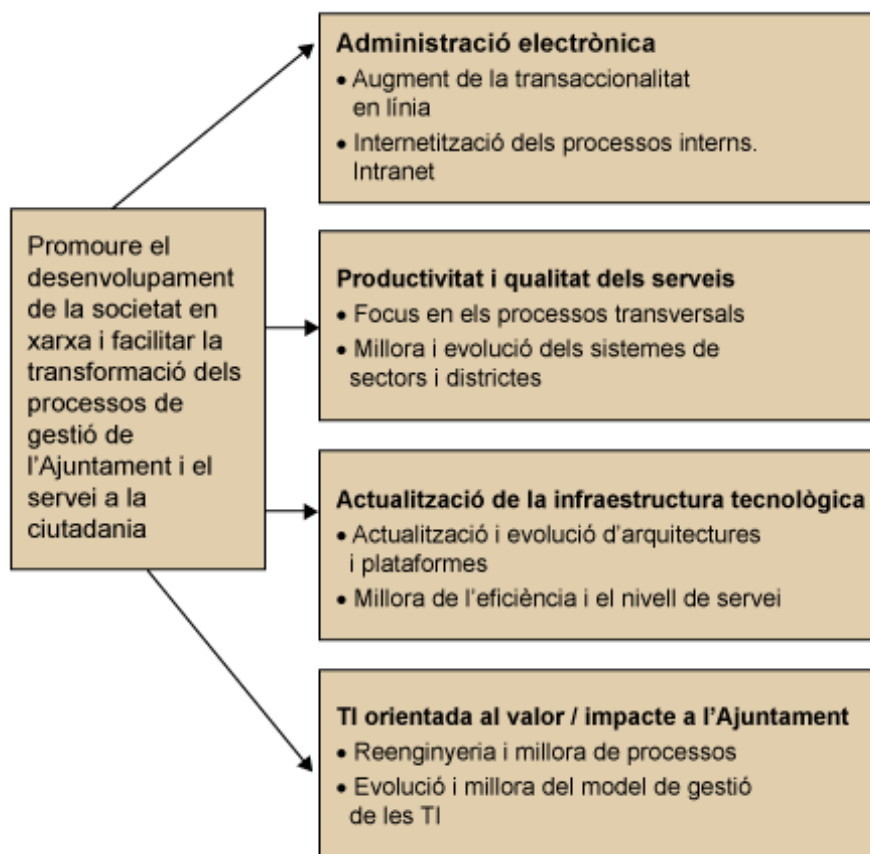 Administració electrònica
• Augment de la transaccionalitat
en línia
• Internetització dels processos interns.
Intranet
Promoure el
desenvolupament
de la societat en
xarxa i facilitar la
transformació dels
processos de
gestió de
l’Ajuntament i el
servei a la
ciutadania
Productivitat i qualitat dels serveis
• Focus en els processos transversals
• Millora i evolució dels sistemes de
sectors i districtes
Actualització de la infraestructura tecnològica
• Actualització i evolució d’arquitectures
i plataformes
• Millora de l’eficiència i el nivell de servei
TI orientada al valor / impacte a l’Ajuntament
• Reenginyeria i millora de processos
• Evolució i millora del model de gestió
de les TI